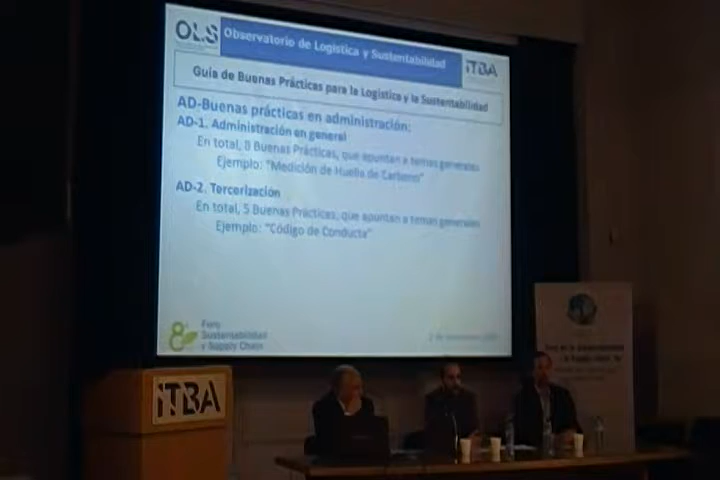 OLS
Observatorio de Logística y Sustentabilidad
iTBA
Guía de Buenas Prácticas para la Logística y la Sustentabilidad
AD-Buenas prácticas en administración:
AD-1. Administración en general
En total, 8 Buenas Prácticas, que apuntan a temas generales
Ejemplo: "Medición de Huella de Carbono"
AD-2. Tercerización
En total, 5 Buenas Prácticas, que apuntan a temas generales
Ejemplo: "Código de Conducta"
8º Foro
Sustentabilidad
y Supply Chain
iTBA